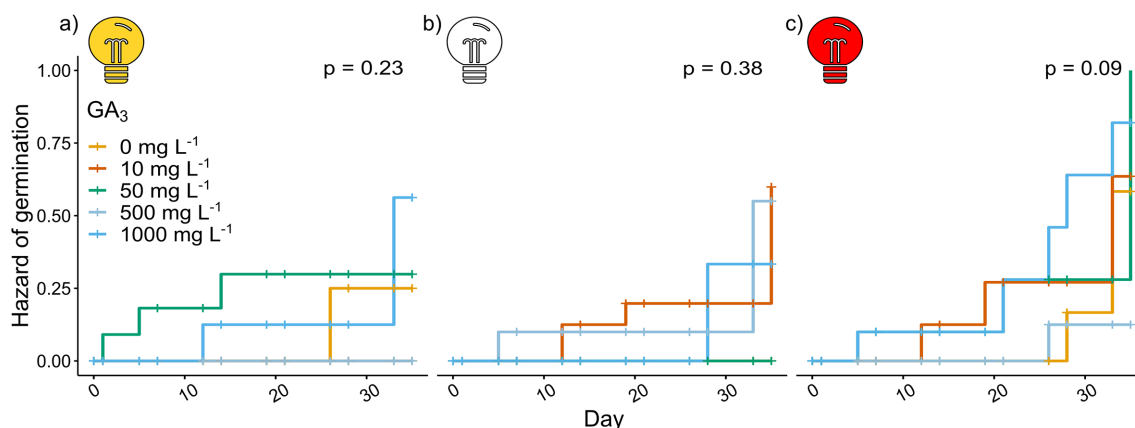 a)
b)
c)
p = 0.23
p = 0.38
p = 0.09
GA₃
0 mg L⁻¹
10 mg L⁻¹
50 mg L⁻¹
500 mg L⁻¹
1000 mg L⁻¹
Hazard of germination
1.00
0.75
0.50
0.25
0.00
0 10 20 30
0 10 20 30
0 10 20 30
Day